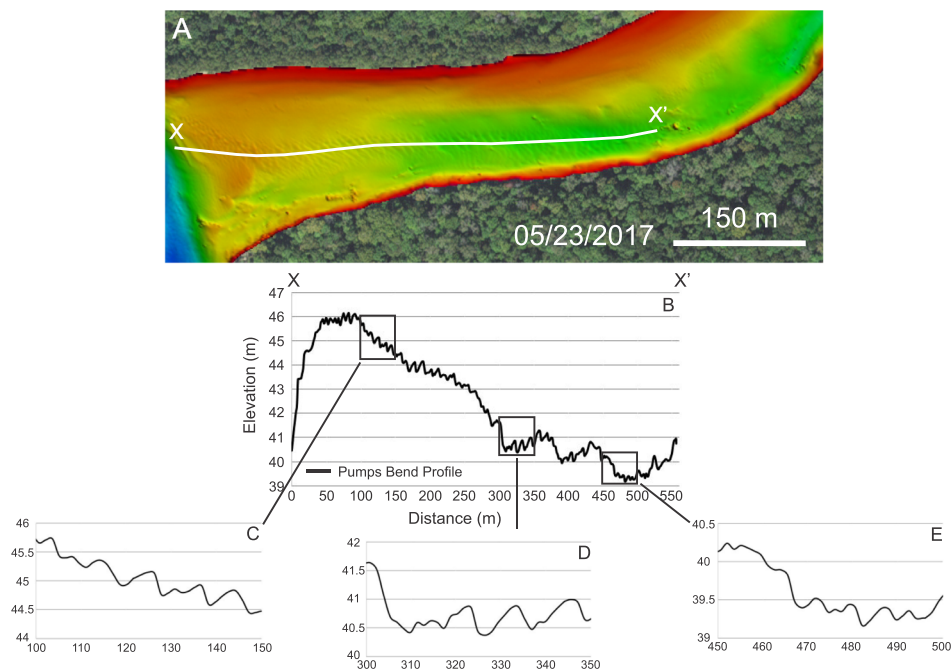 A
X
X'
05/23/2017
150 m
X
X'
B
47
46
45
44
43
42
41
40
39
Elevation (m)
Pumps Bend Profile
0 50 100 150 200 250 300 350 400 450 500 550
Distance (m)
C
46
45.5
45
44.5
44
100 110 120 130 140 150
D
42
41.5
41
40.5
40
300 310 320 330 340 350
E
40.5
40
39.5
39
450 460 470 480 490 500